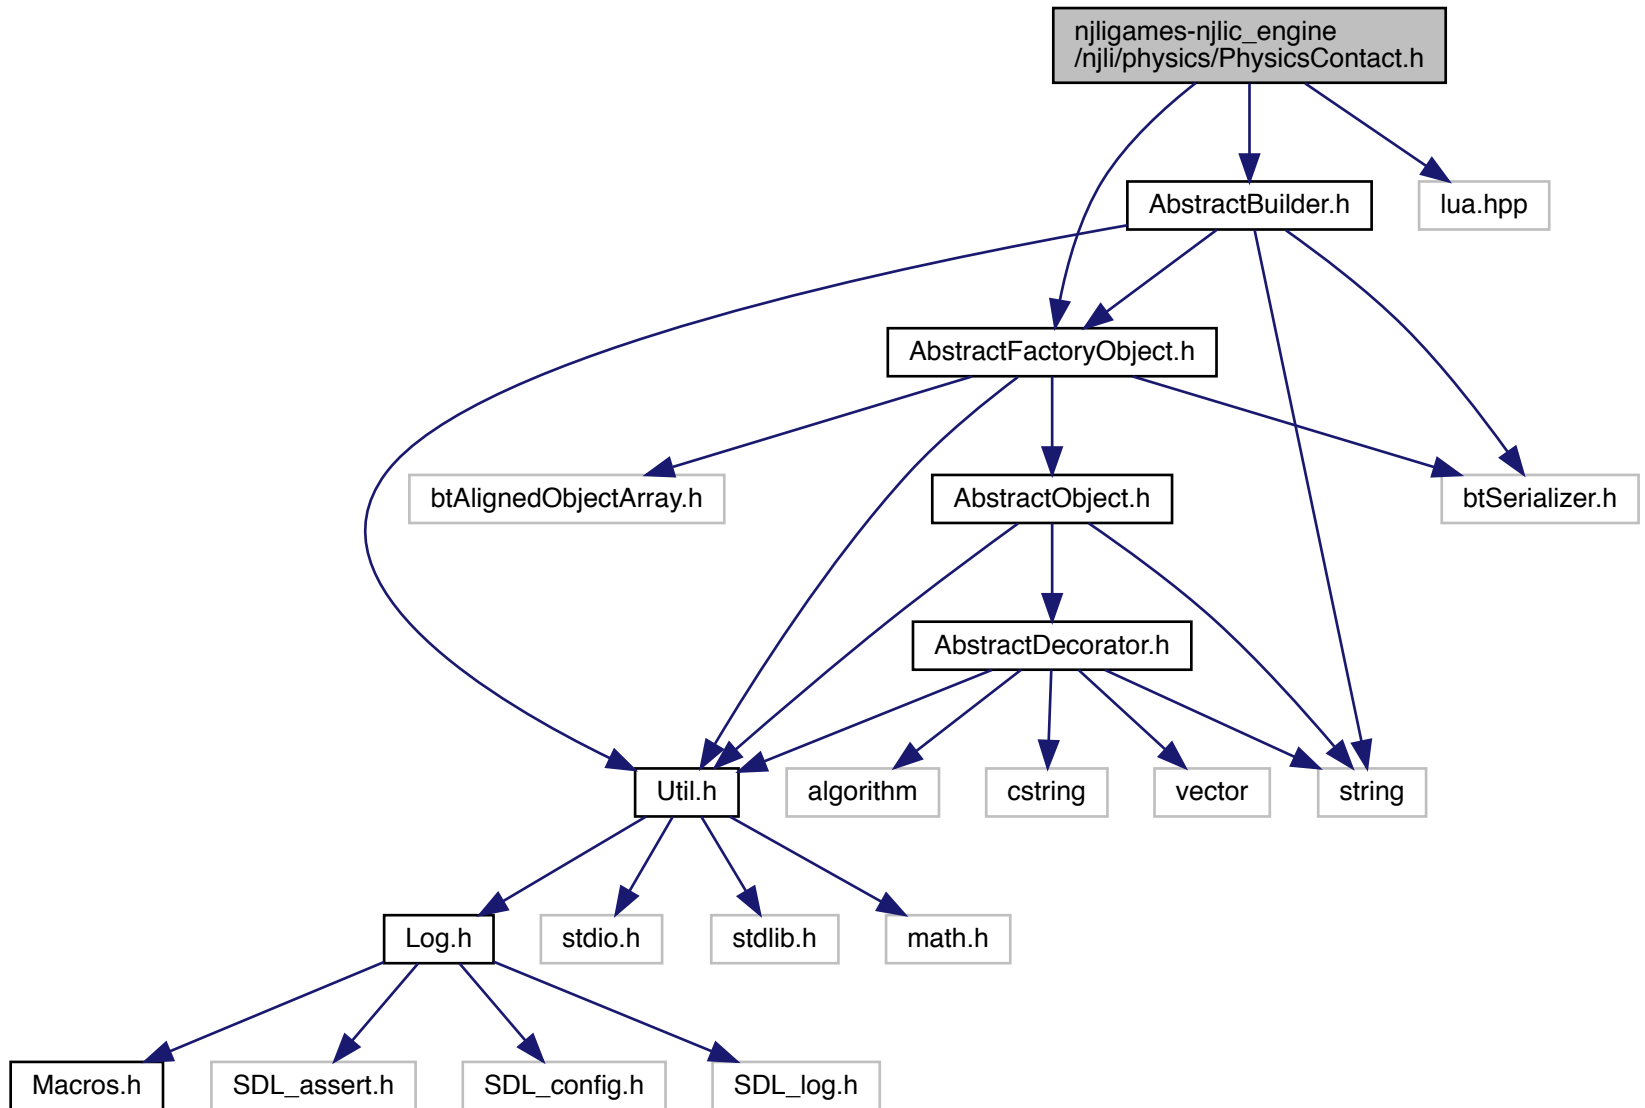 njligames-njlic_engine
/njli/physics/PhysicsContact.h
AbstractBuilder.h
lua.hpp
AbstractFactoryObject.h
btAlignedObjectArray.h
AbstractObject.h
btSerializer.h
AbstractDecorator.h
Util.h
algorithm
cstring
vector
string
Log.h
stdio.h
stdlib.h
math.h
Macros.h
SDL_assert.h
SDL_config.h
SDL_log.h